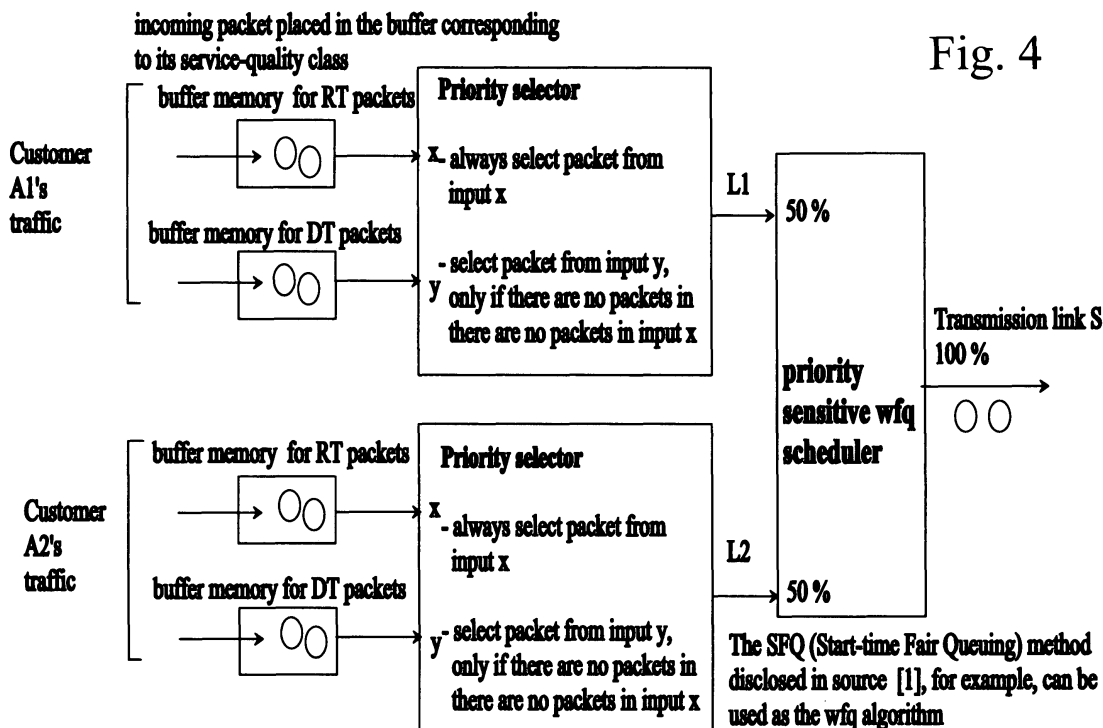 incoming packet placed in the buffer corresponding
to its service-quality class
Fig. 4
buffer memory for RT packets
Customer
A1's
traffic
buffer memory for DT packets
Priority selector
x
- always select packet from
input x
y
- select packet from input y,
only if there are no packets in
there are no packets in input x
L1
50 %
priority
sensitive wfq
scheduler
Transmission link S
100 %
buffer memory for RT packets
Customer
A2's
traffic
buffer memory for DT packets
Priority selector
x
- always select packet from
input x
y
- select packet from input y,
only if there are no packets in
there are no packets in input x
L2
50 %
The SFQ (Start-time Fair Queuing) method
disclosed in source [1], for example, can be
used as the wfq algorithm